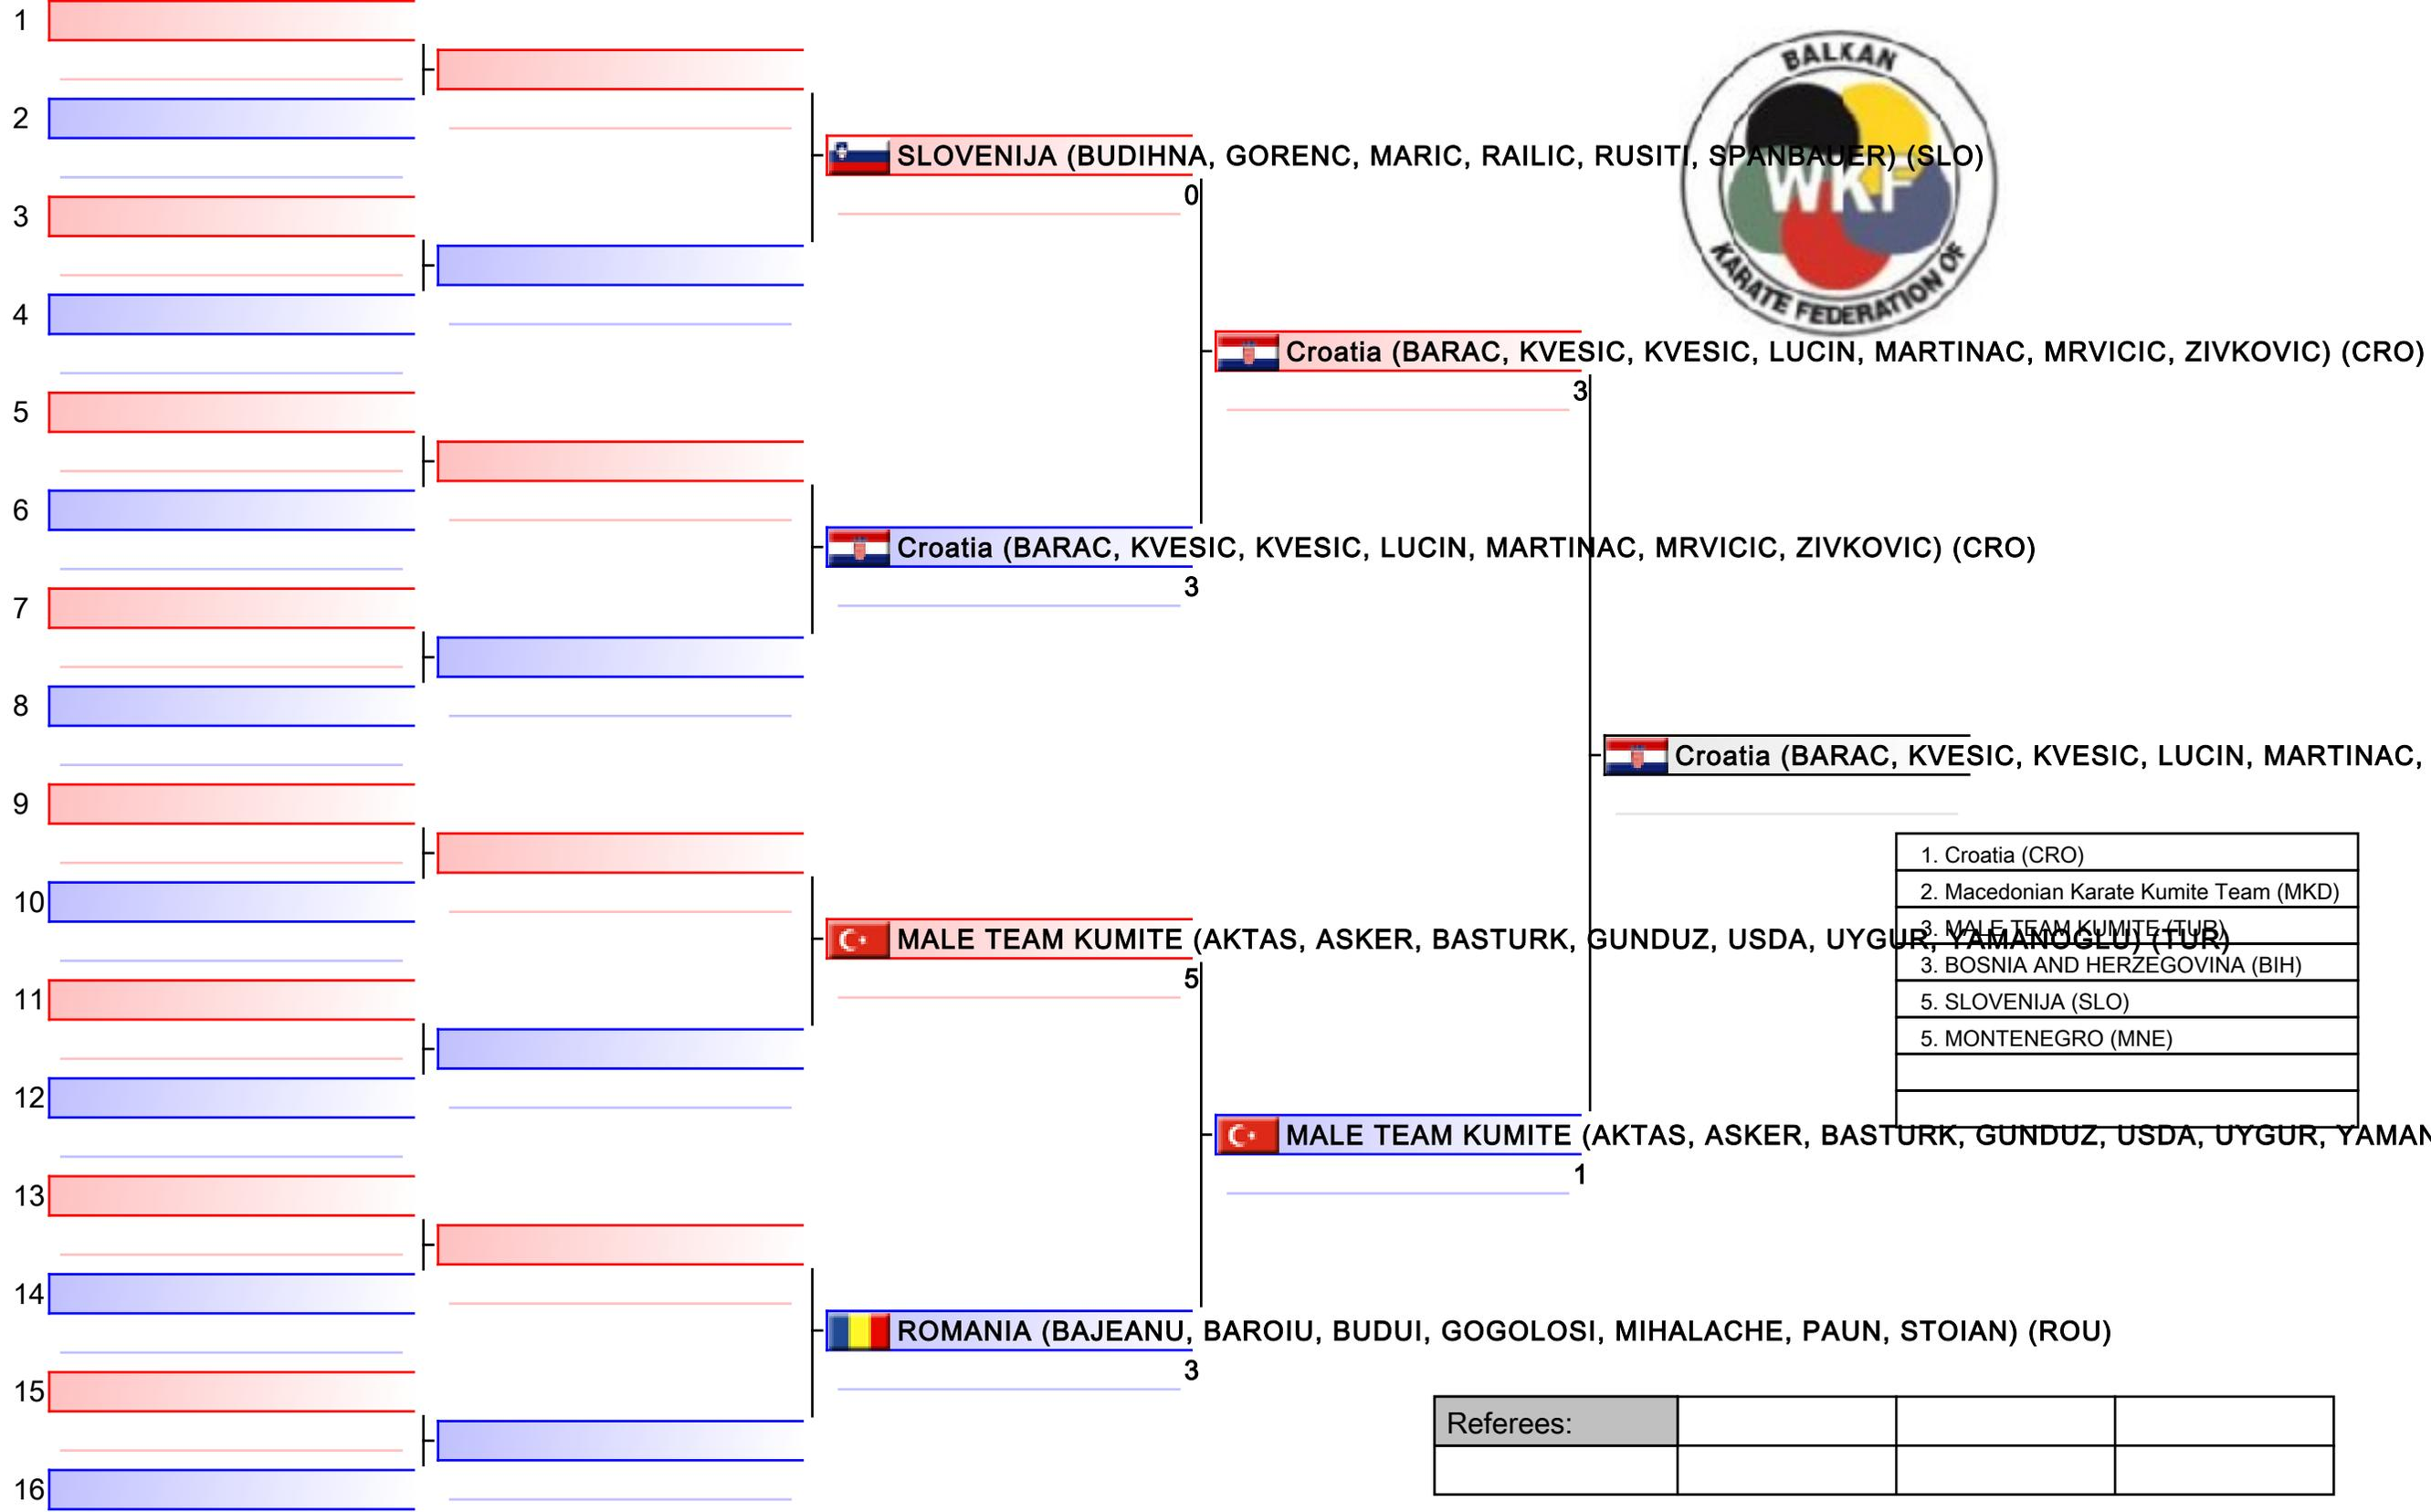 1
2
SLOVENIJA (BUDIHNA, GORENC, MARIC, RAILIC, RUSITI, SPANBAUER) (SLO)
0
BALKAN
WKF
KARATE FEDERATION OF
3
4
Croatia (BARAC, KVESIC, KVESIC, LUCIN, MARTINAC, MRVICIC, ZIVKOVIC) (CRO)
3
5
6
Croatia (BARAC, KVESIC, KVESIC, LUCIN, MARTINAC, MRVICIC, ZIVKOVIC) (CRO)
3
7
8
Croatia (BARAC, KVESIC, KVESIC, LUCIN, MARTINAC,
9
1. Croatia (CRO)
2. Macedonian Karate Kumite Team (MKD)
3. MALE TEAM KUMITE (TUR)
3. BOSNIA AND HERZEGOVINA (BIH)
5. SLOVENIJA (SLO)
5. MONTENEGRO (MNE)
10
MALE TEAM KUMITE (AKTAS, ASKER, BASTURK, GUNDUZ, USDA, UYGUR, YAMANOGLU) (TUR)
5
11
12
MALE TEAM KUMITE (AKTAS, ASKER, BASTURK, GUNDUZ, USDA, UYGUR, YAMAN
1
13
14
ROMANIA (BAJEANU, BAROIU, BUDUI, GOGOLOSI, MIHALACHE, PAUN, STOIAN) (ROU)
3
15
Referees:
16